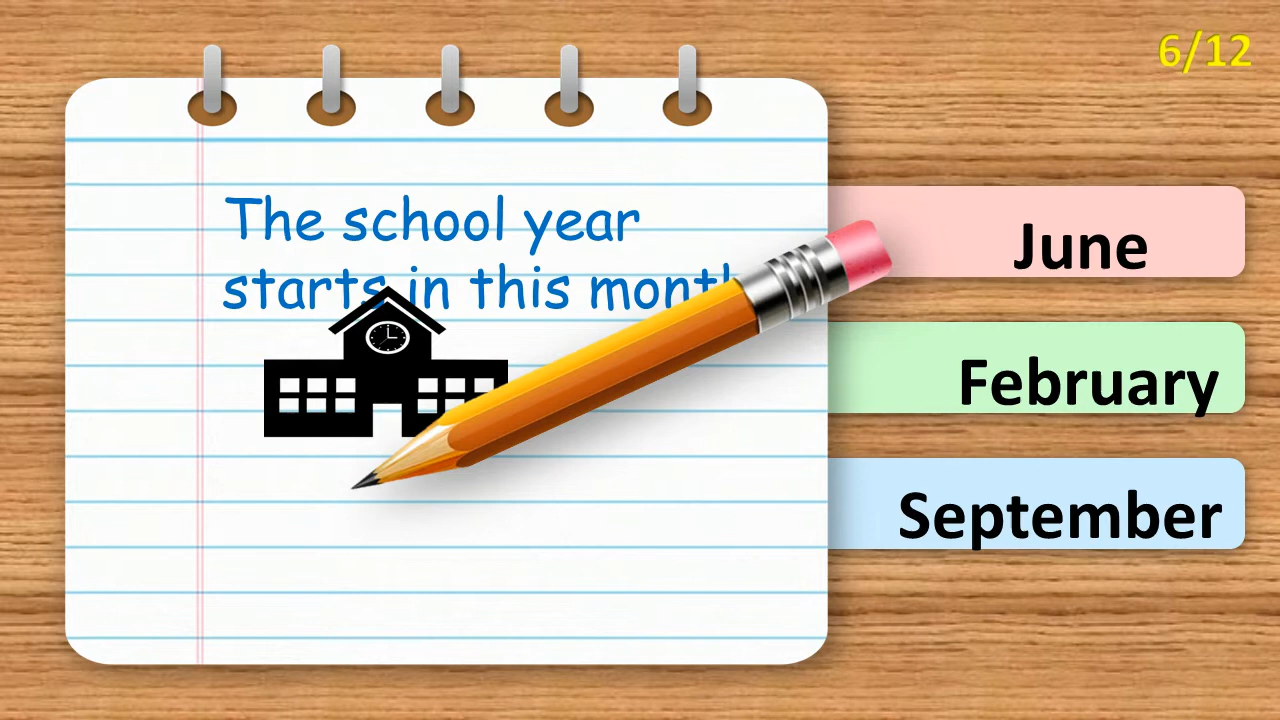 6/12
The school year
starts in this month
June
February
September